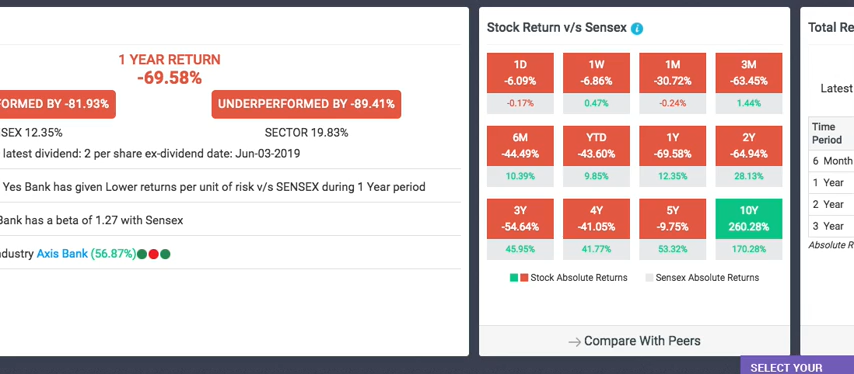 1 YEAR RETURN
-69.58%
FORMED BY -81.93%
UNDERPERFORMED BY -89.41%
SEX 12.35%
SECTOR 19.83%
latest dividend: 2 per share ex-dividend date: Jun-03-2019
Yes Bank has given Lower returns per unit of risk v/s SENSEX during 1 Year period
Bank has a beta of 1.27 with Sensex
ndustry Axis Bank (56.87%)
Stock Return v/s Sensex i
1D 1W 1M 3M
-6.09% -6.86% -30.72% -63.45%
-0.17% 0.47% -0.24% 1.44%
6M YTD 1Y 2Y
-44.49% -43.60% -69.58% -64.94%
10.39% 9.85% 12.35% 28.13%
3Y 4Y 5Y 10Y
-54.64% -41.05% -9.75% 260.28%
45.95% 41.77% 53.32% 170.28%
Stock Absolute Returns Sensex Absolute Returns
→ Compare With Peers
Total Re
Latest
Time
Period
6 Month
1 Year
2 Year
3 Year
Absolute R
SELECT YOUR